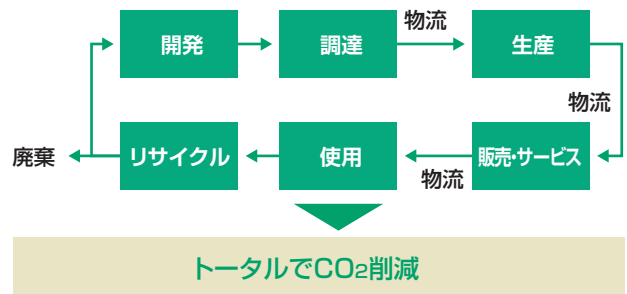 開発
調達
物流
生産
物流
販売・サービス
物流
使用
リサイクル
廃棄
トータルでCO₂削減